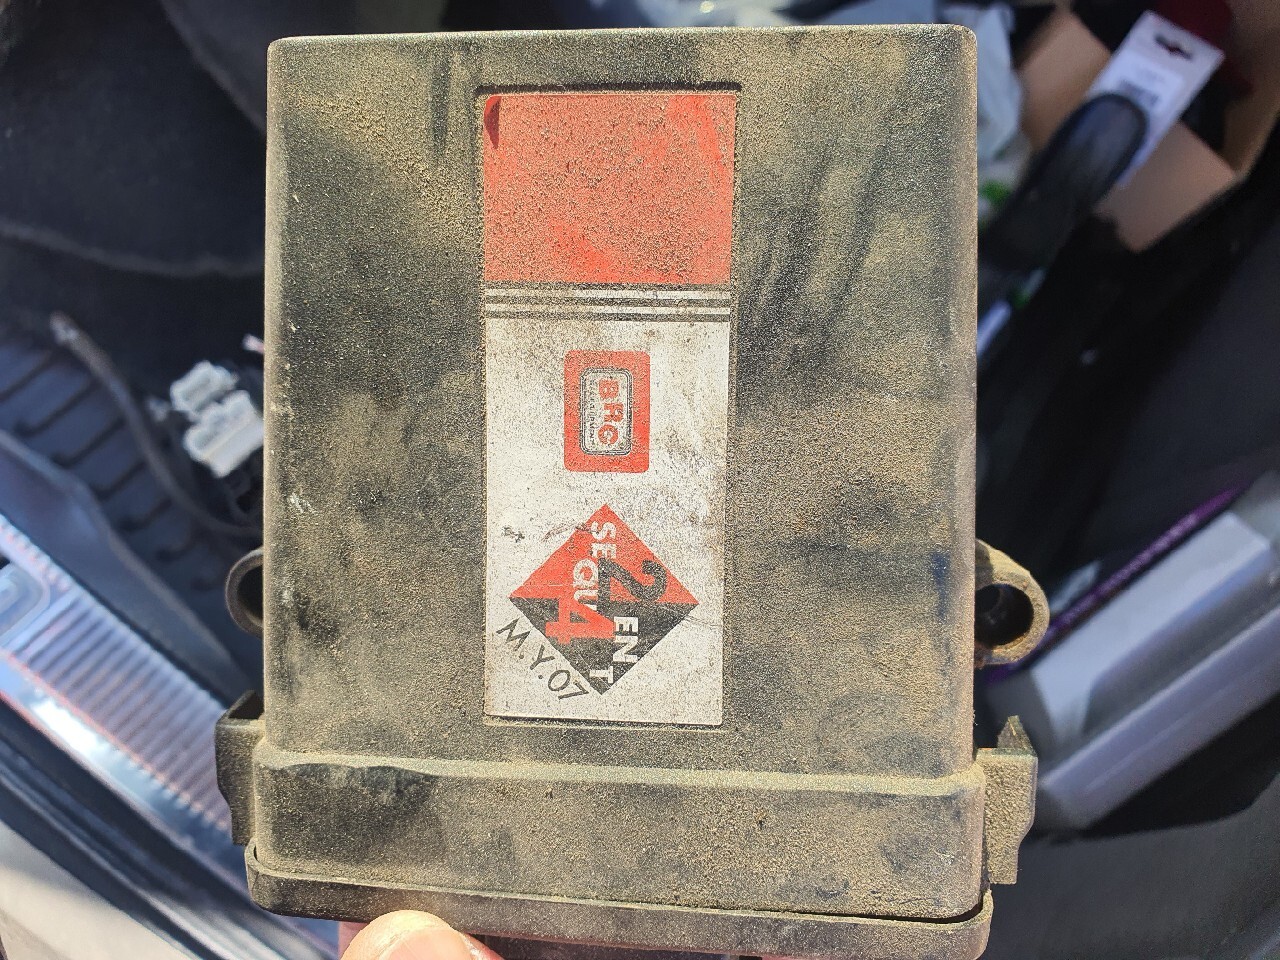 BRC
SEQUENT
24
M.Y.07